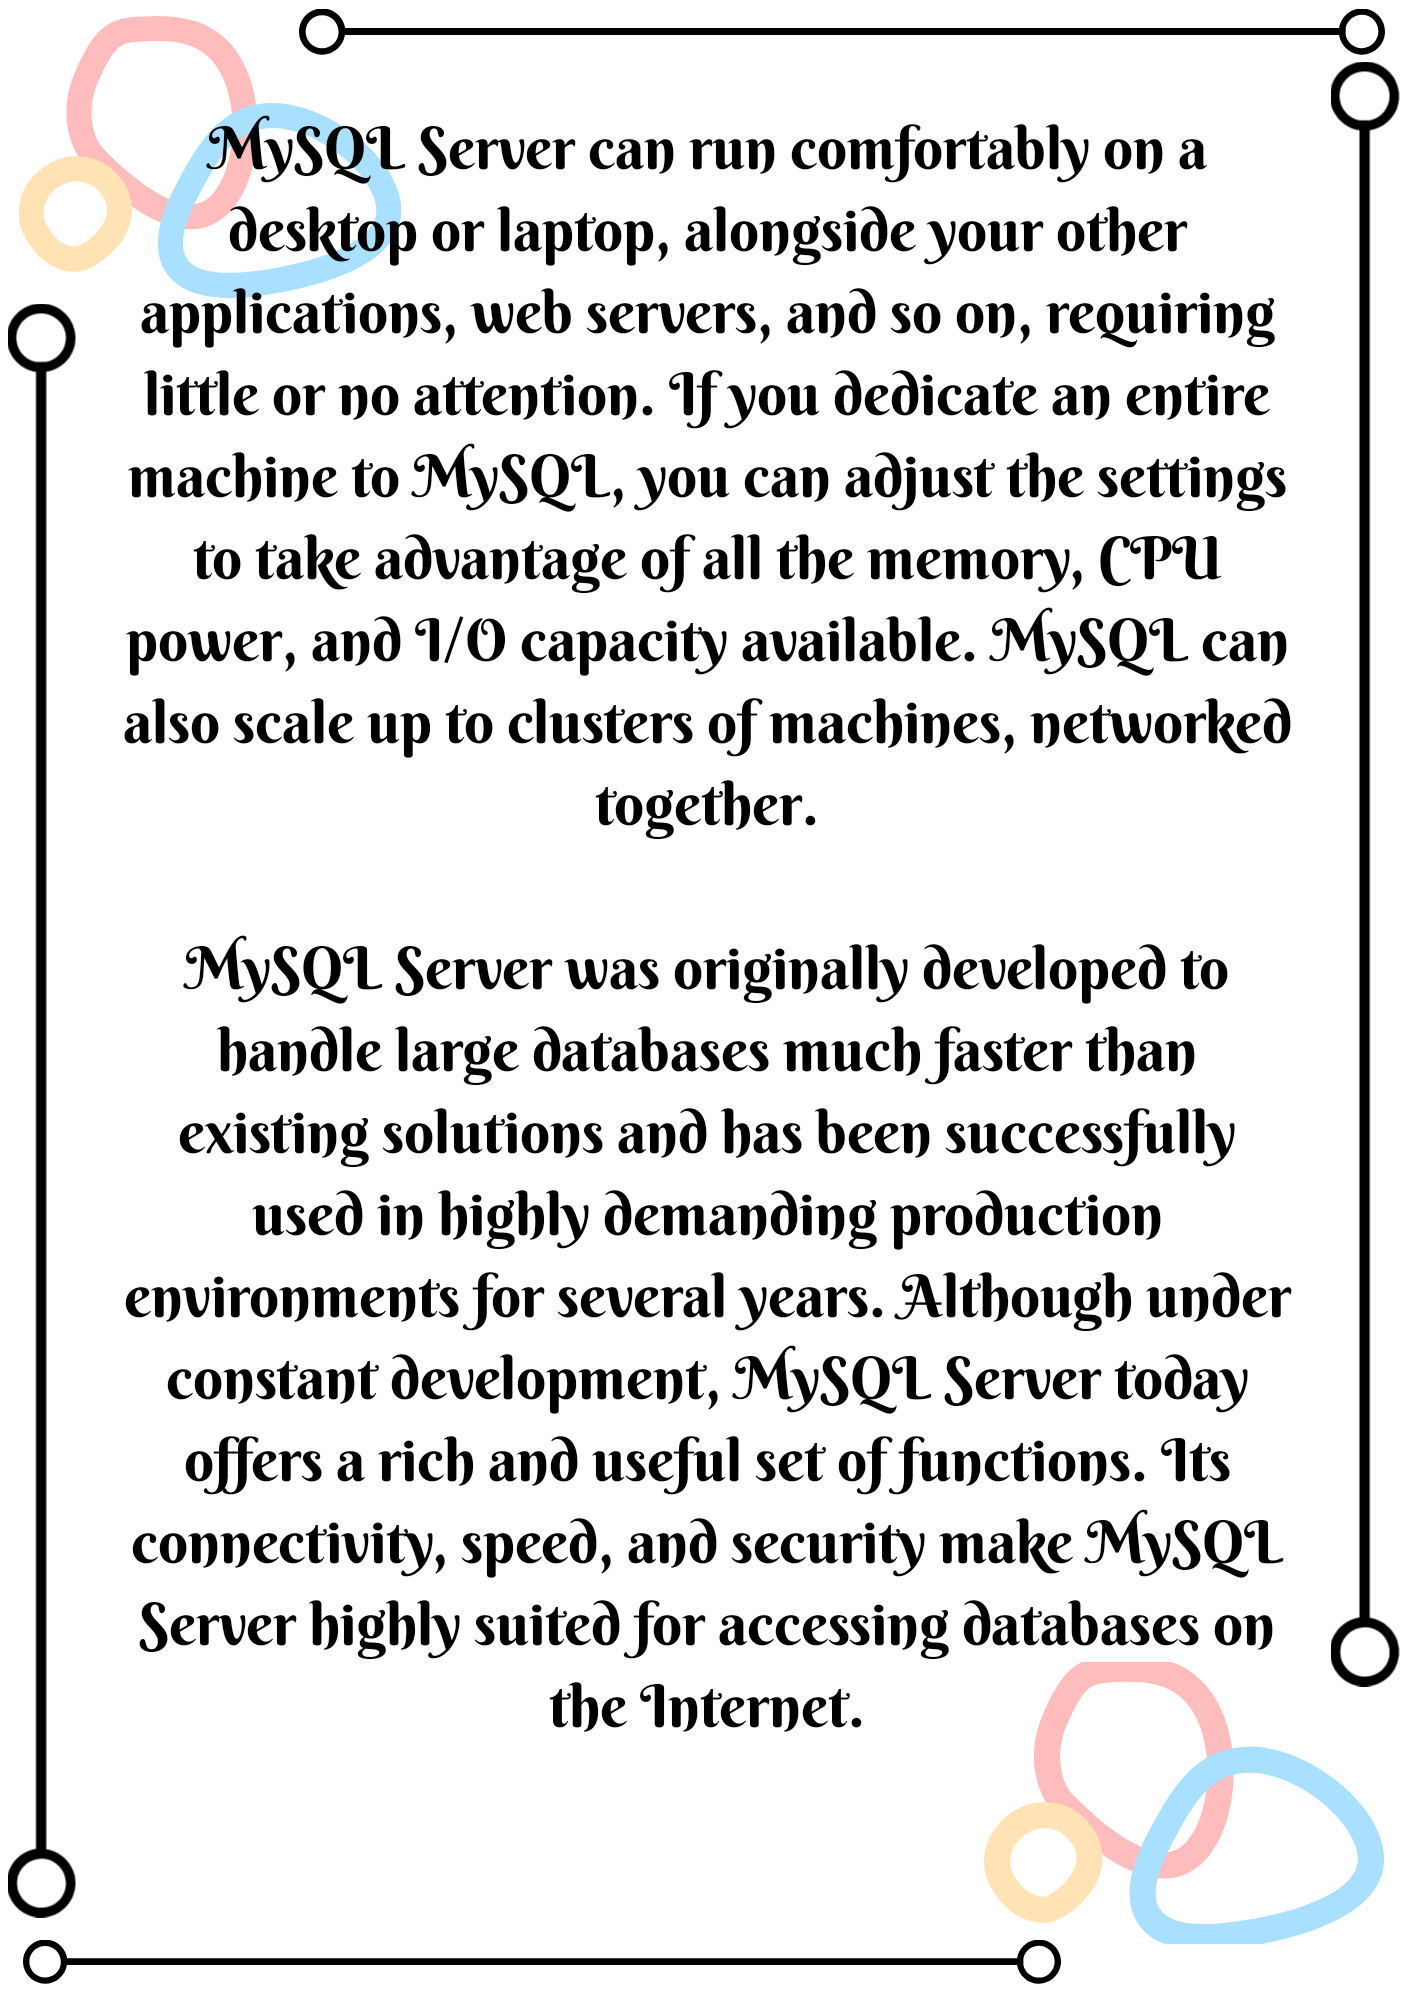 MySQL Server can run comfortably on a
desktop or laptop, alongside your other
applications, web servers, and so on, requiring
little or no attention. If you dedicate an entire
machine to MySQL, you can adjust the settings
to take advantage of all the memory, CPU
power, and I/O capacity available. MySQL can
also scale up to clusters of machines, networked
together.
MySQL Server was originally developed to
handle large databases much faster than
existing solutions and has been successfully
used in highly demanding production
environments for several years. Although under
constant development, MySQL Server today
offers a rich and useful set of functions. Its
connectivity, speed, and security make MySQL
Server highly suited for accessing databases on
the Internet.